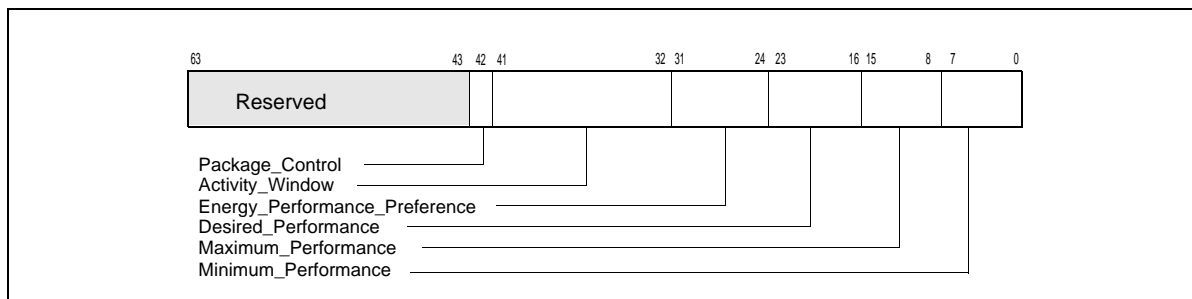 63 43 42 41 32 31 24 23 16 15 8 7 0
Reserved
Package_Control
Activity_Window
Energy_Performance_Preference
Desired_Performance
Maximum_Performance
Minimum_Performance